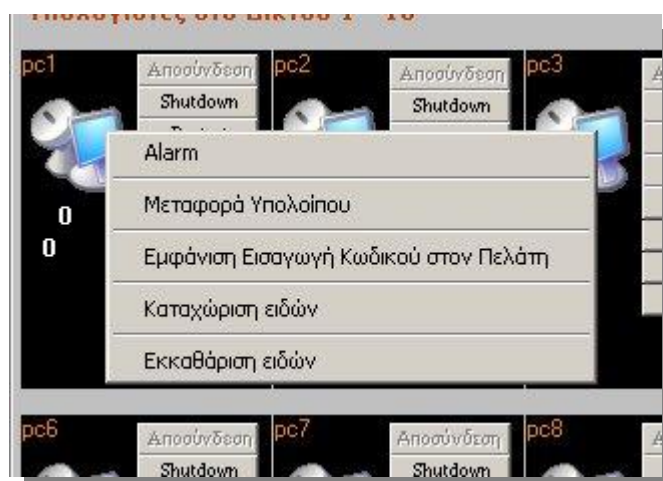 pc1 Αποσύνδεση pc2 Αποσύνδεση pc3
Shutdown Shutdown
Alarm
Μεταφορά Υπολοίπου
0
0
Εμφάνιση Εισαγωγή Κωδικού στον Πελάτη
Καταχώριση ειδών
Εκκαθάριση ειδών
pc6 Αποσύνδεση pc7 Αποσύνδεση pc8
Shutdown Shutdown